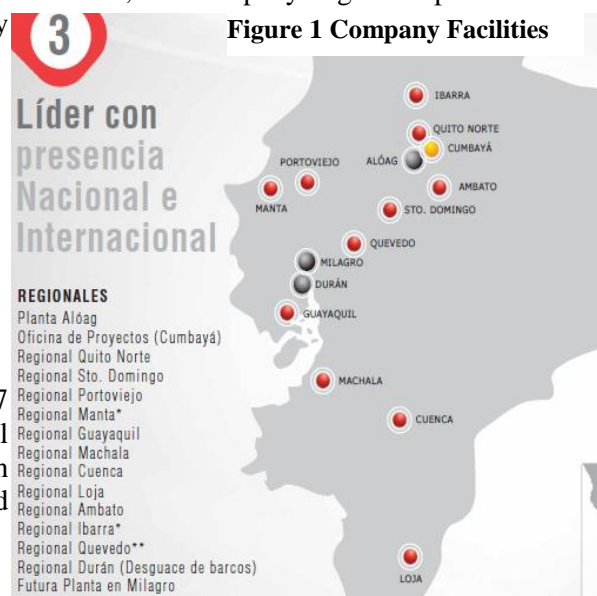 Figure 1 Company Facilities
3
Líder con
presencia
Nacional e
Internacional
REGIONALES
Planta Alóag
Oficina de Proyectos (Cumbayá)
Regional Quito Norte
Regional Sto. Domingo
Regional Portoviejo
Regional Manta*
Regional Guayaquil
Regional Machala
Regional Cuenca
Regional Loja
Regional Ambato
Regional Ibarra*
Regional Quevedo**
Regional Durán (Desguace de barcos)
Futura Planta en Milagro
IBARRA
QUITO NORTE
CUMBAYÁ
ALÓAG
PORTOVIEJO
AMBATO
MANTA
STO. DOMINGO
QUEVEDO
MILAGRO
DURÁN
GUAYAQUIL
MACHALA
CUENCA
LOJA